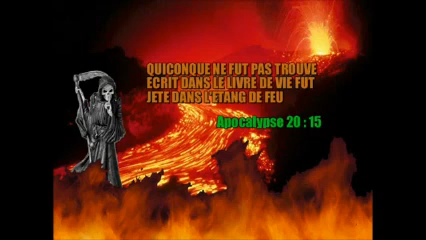 QUICONQUE NE FUT PAS TROUVE
ECRIT DANS LE LIVRE DE VIE FUT
JETE DANS L'ETANG DE FEU
Apocalypse 20 : 15